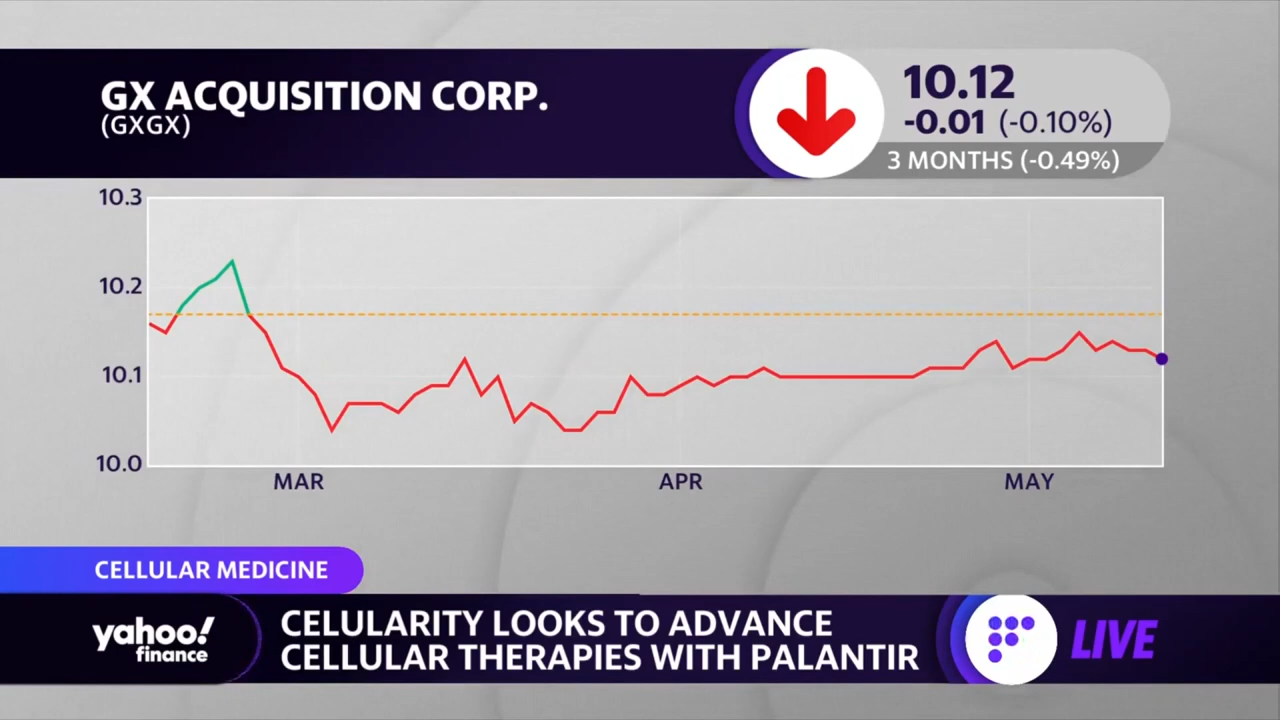 GX ACQUISITION CORP.
(GXGX)
10.12
-0.01 (-0.10%)
3 MONTHS (-0.49%)
10.3
10.2
10.1
10.0
MAR APR MAY
CELLULAR MEDICINE
yahoo!
finance
CELULARITY LOOKS TO ADVANCE
CELLULAR THERAPIES WITH PALANTIR
LIVE